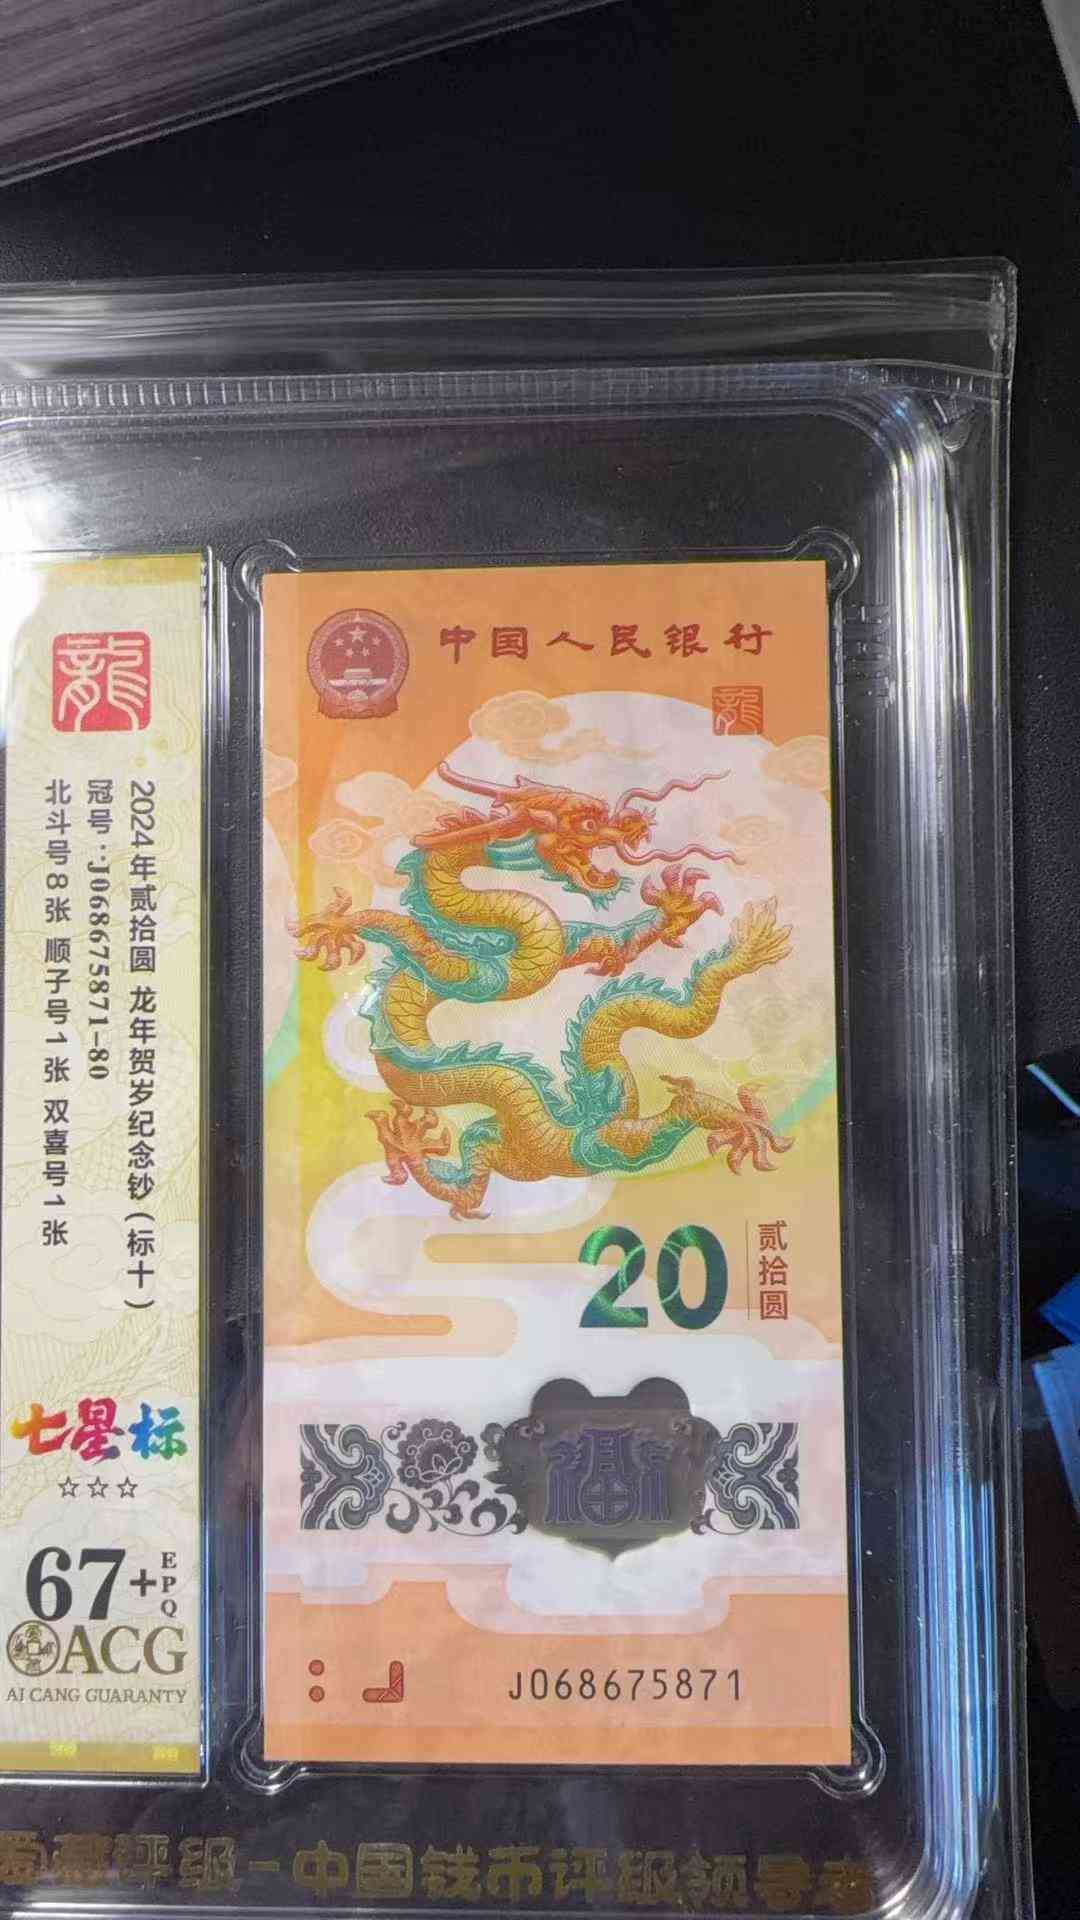 龍
2024年贰拾圆 龙年贺岁纪念钞(标十)
冠号:J068675871-80
北斗号8张 顺子号1张 双喜号1张
七星标
67+
EPQ
ACG
AI CANG GUARANTY
中国人民银行
龍
20
贰拾圆
福
J068675871
藏评级-中国钱币评级领导者